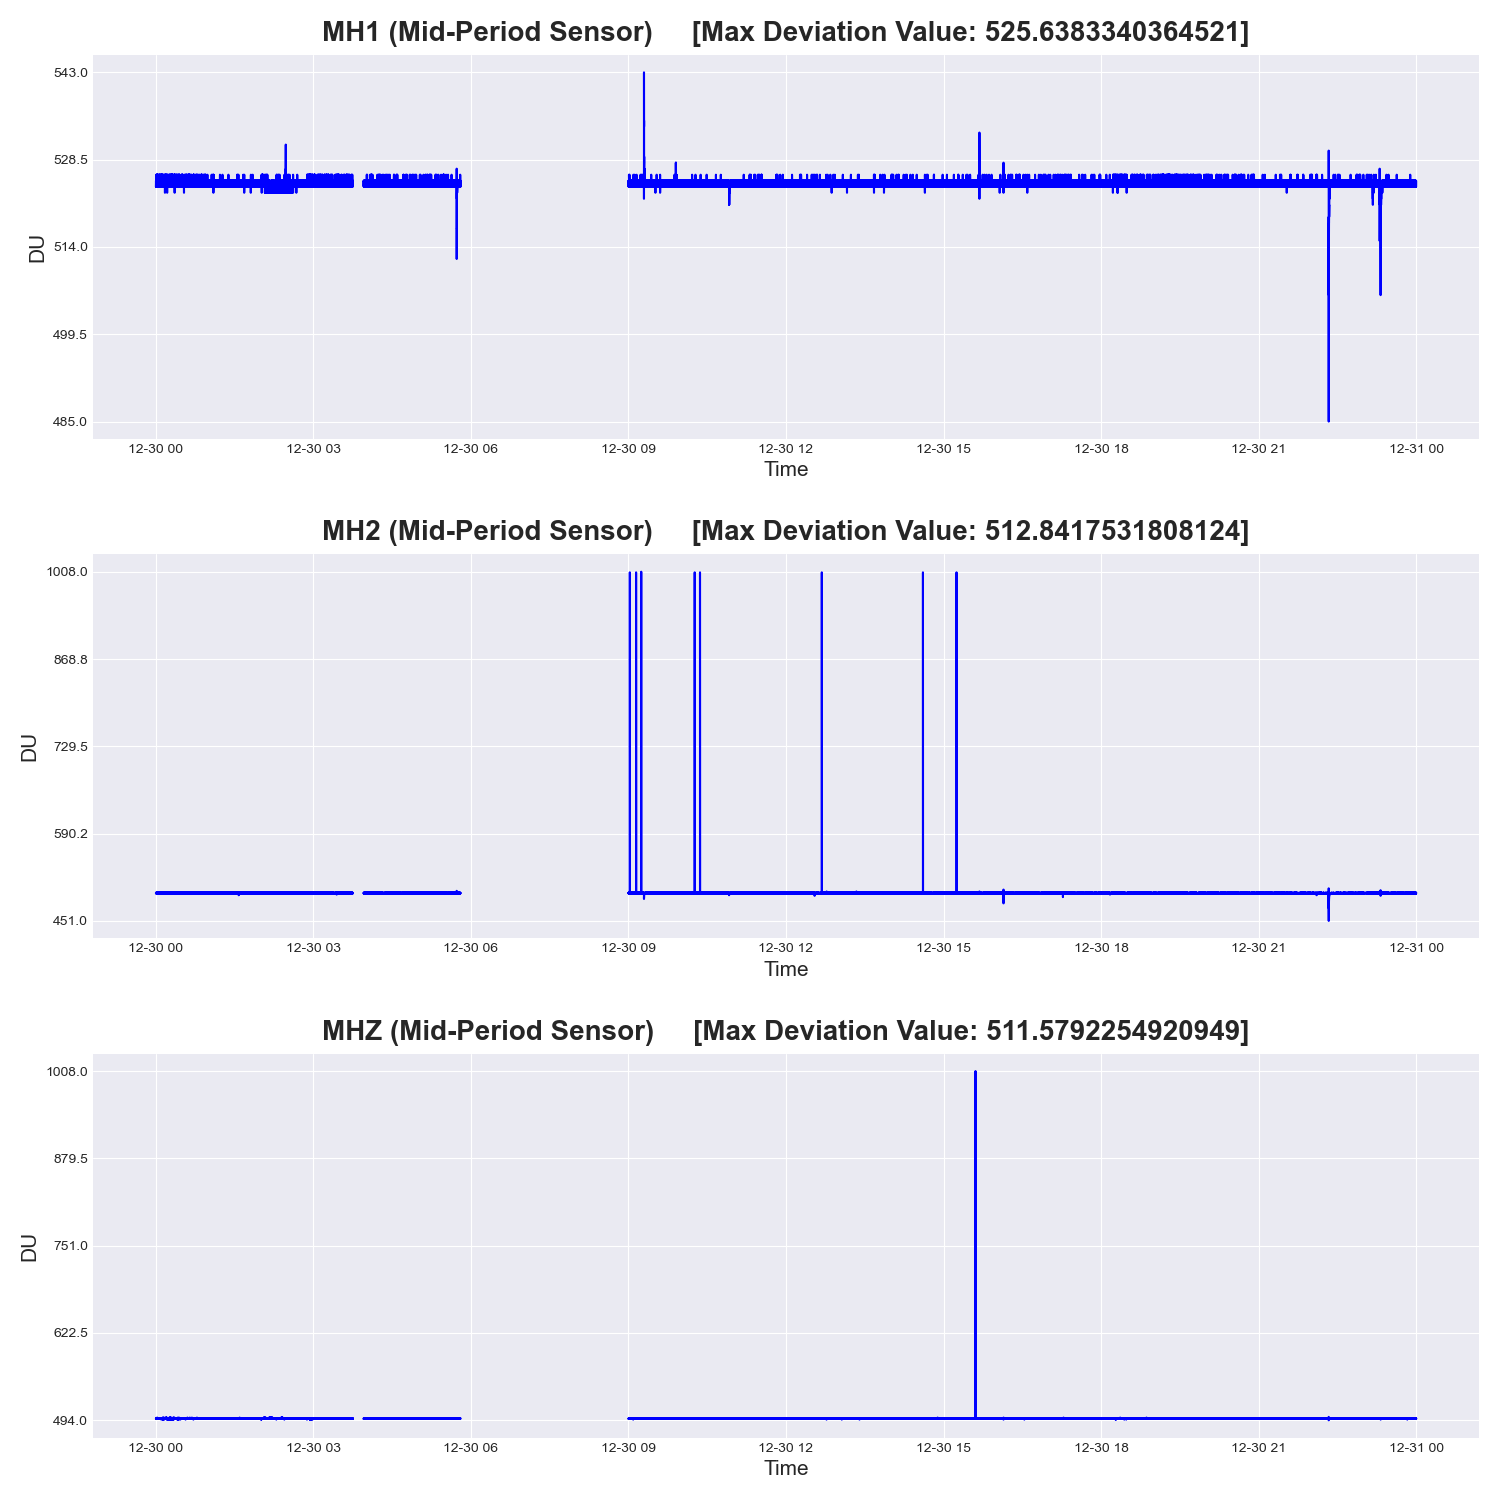 MH1 (Mid-Period Sensor) [Max Deviation Value: 525.6383340364521]
543.0
528.5
514.0
499.5
485.0
DU
12-30 00 12-30 03 12-30 06 12-30 09 12-30 12 12-30 15 12-30 18 12-30 21 12-31 00
Time
MH2 (Mid-Period Sensor) [Max Deviation Value: 512.8417531808124]
1008.0
868.8
729.5
590.2
451.0
DU
12-30 00 12-30 03 12-30 06 12-30 09 12-30 12 12-30 15 12-30 18 12-30 21 12-31 00
Time
MHZ (Mid-Period Sensor) [Max Deviation Value: 511.5792254920949]
1008.0
879.5
751.0
622.5
494.0
DU
12-30 00 12-30 03 12-30 06 12-30 09 12-30 12 12-30 15 12-30 18 12-30 21 12-31 00
Time